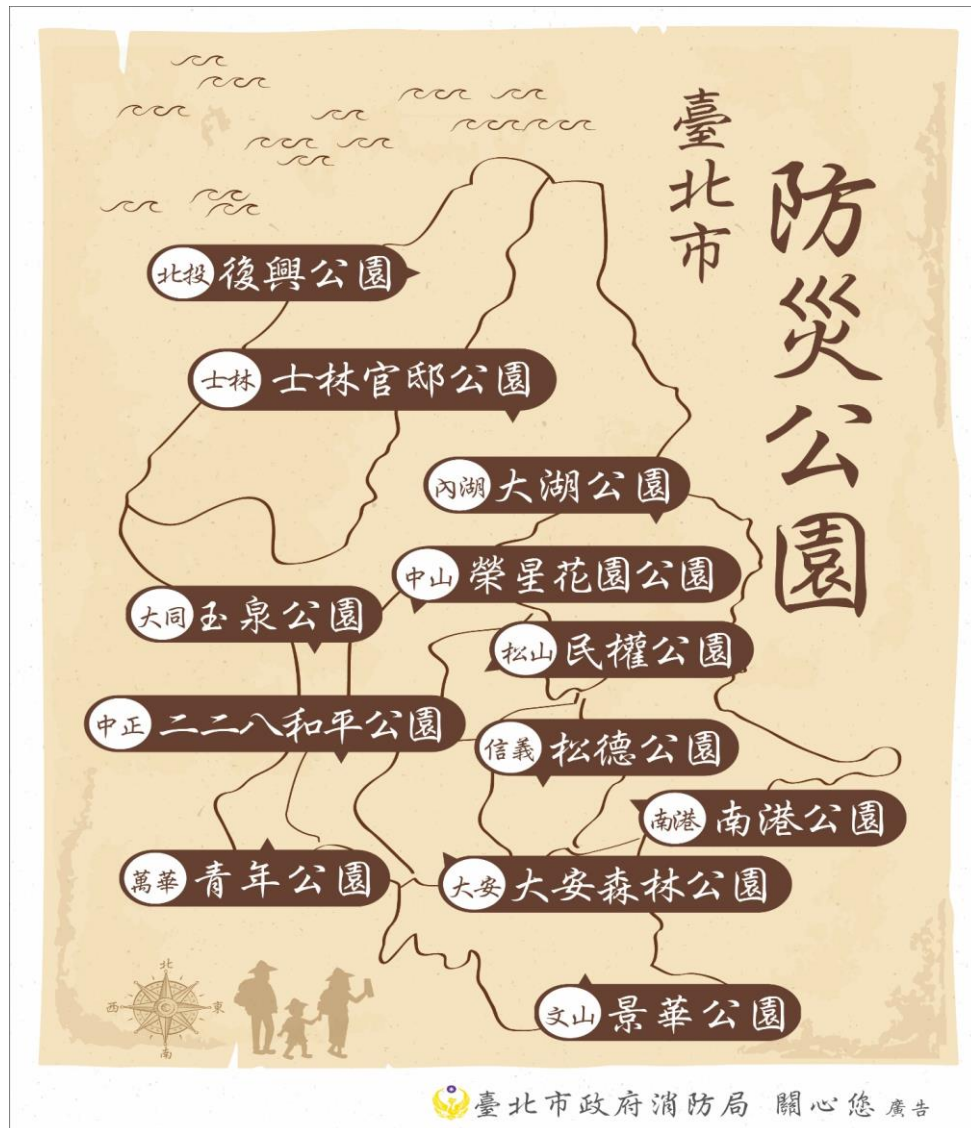 臺北市
防災公園
北投 復興公園
士林 士林官邸公園
內湖 大湖公園
中山 榮星花園公園
大同 玉泉公園
松山 民權公園
中正 二二八和平公園
信義 松德公園
南港 南港公園
萬華 青年公園
大安 大安森林公園
文山 景華公園
北
西 東
南
臺北市政府消防局 關心您 廣告